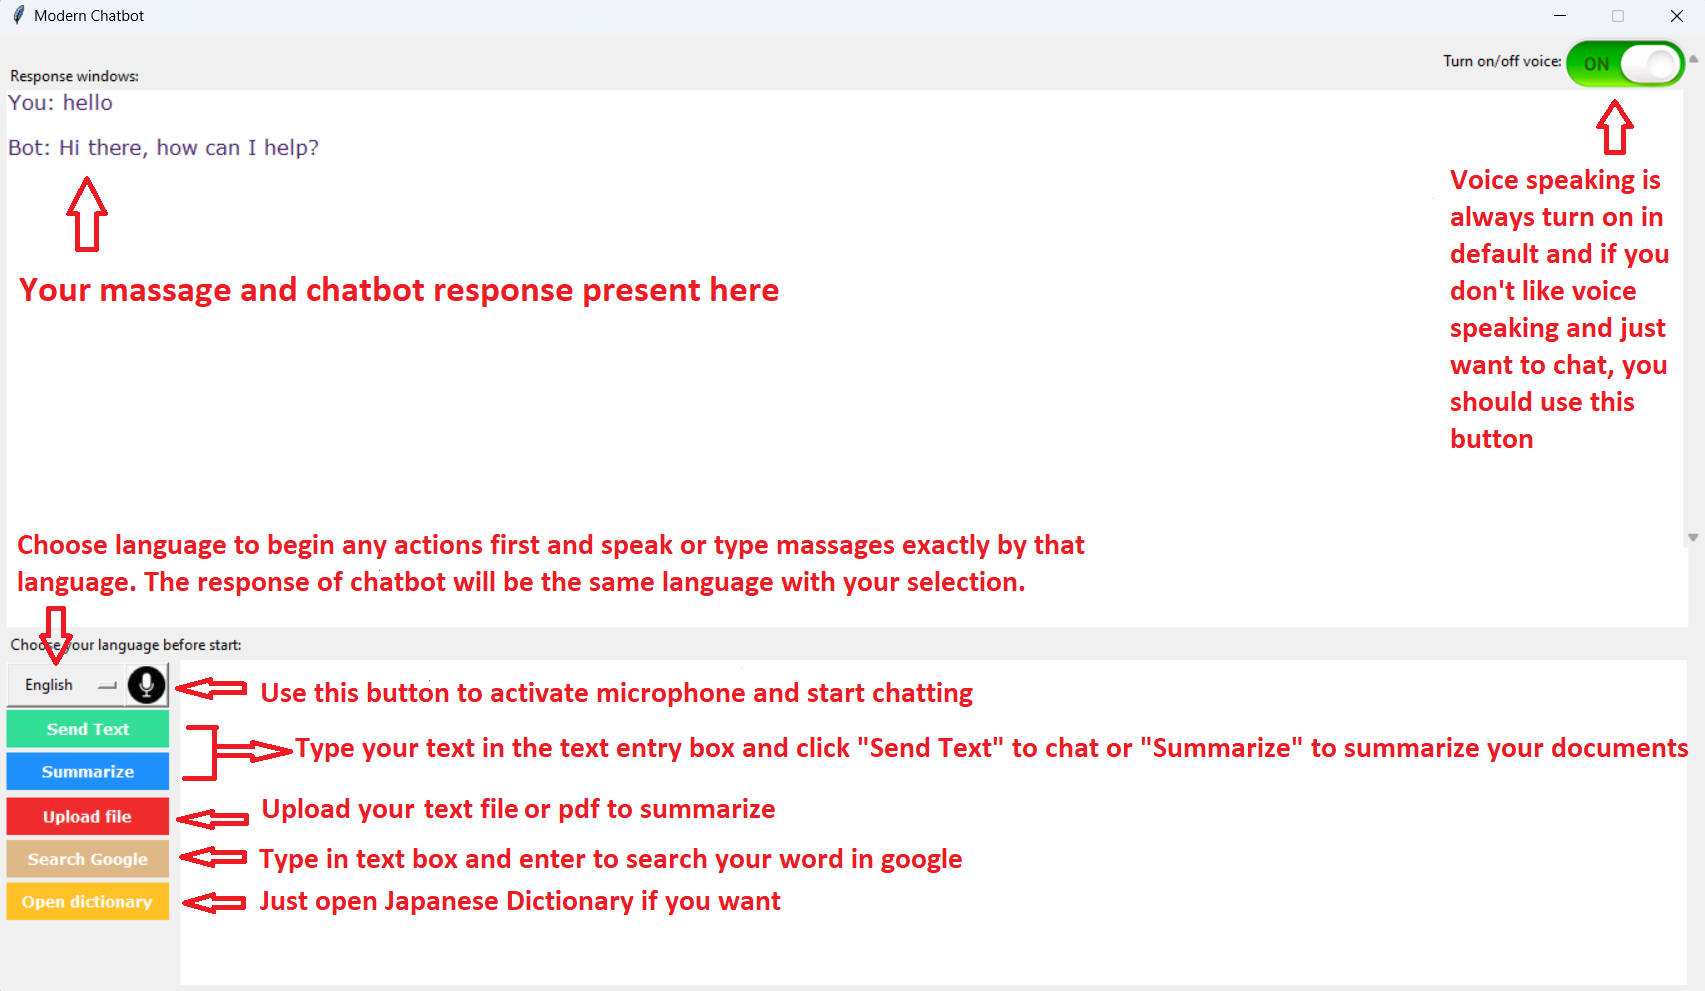 Modern Chatbot
Turn on/off voice:
ON
Response windows:
You: hello
Bot: Hi there, how can I help?
Your massage and chatbot response present here
Voice speaking is
always turn on in
default and if you
don't like voice
speaking and just
want to chat, you
should use this
button
Choose language to begin any actions first and speak or type massages exactly by that
language. The response of chatbot will be the same language with your selection.
Choose your language before start:
English
Use this button to activate microphone and start chatting
Send Text
Type your text in the text entry box and click "Send Text" to chat or "Summarize" to summarize your documents
Summarize
Upload file
Upload your text file or pdf to summarize
Search Google
Type in text box and enter to search your word in google
Open dictionary
Just open Japanese Dictionary if you want